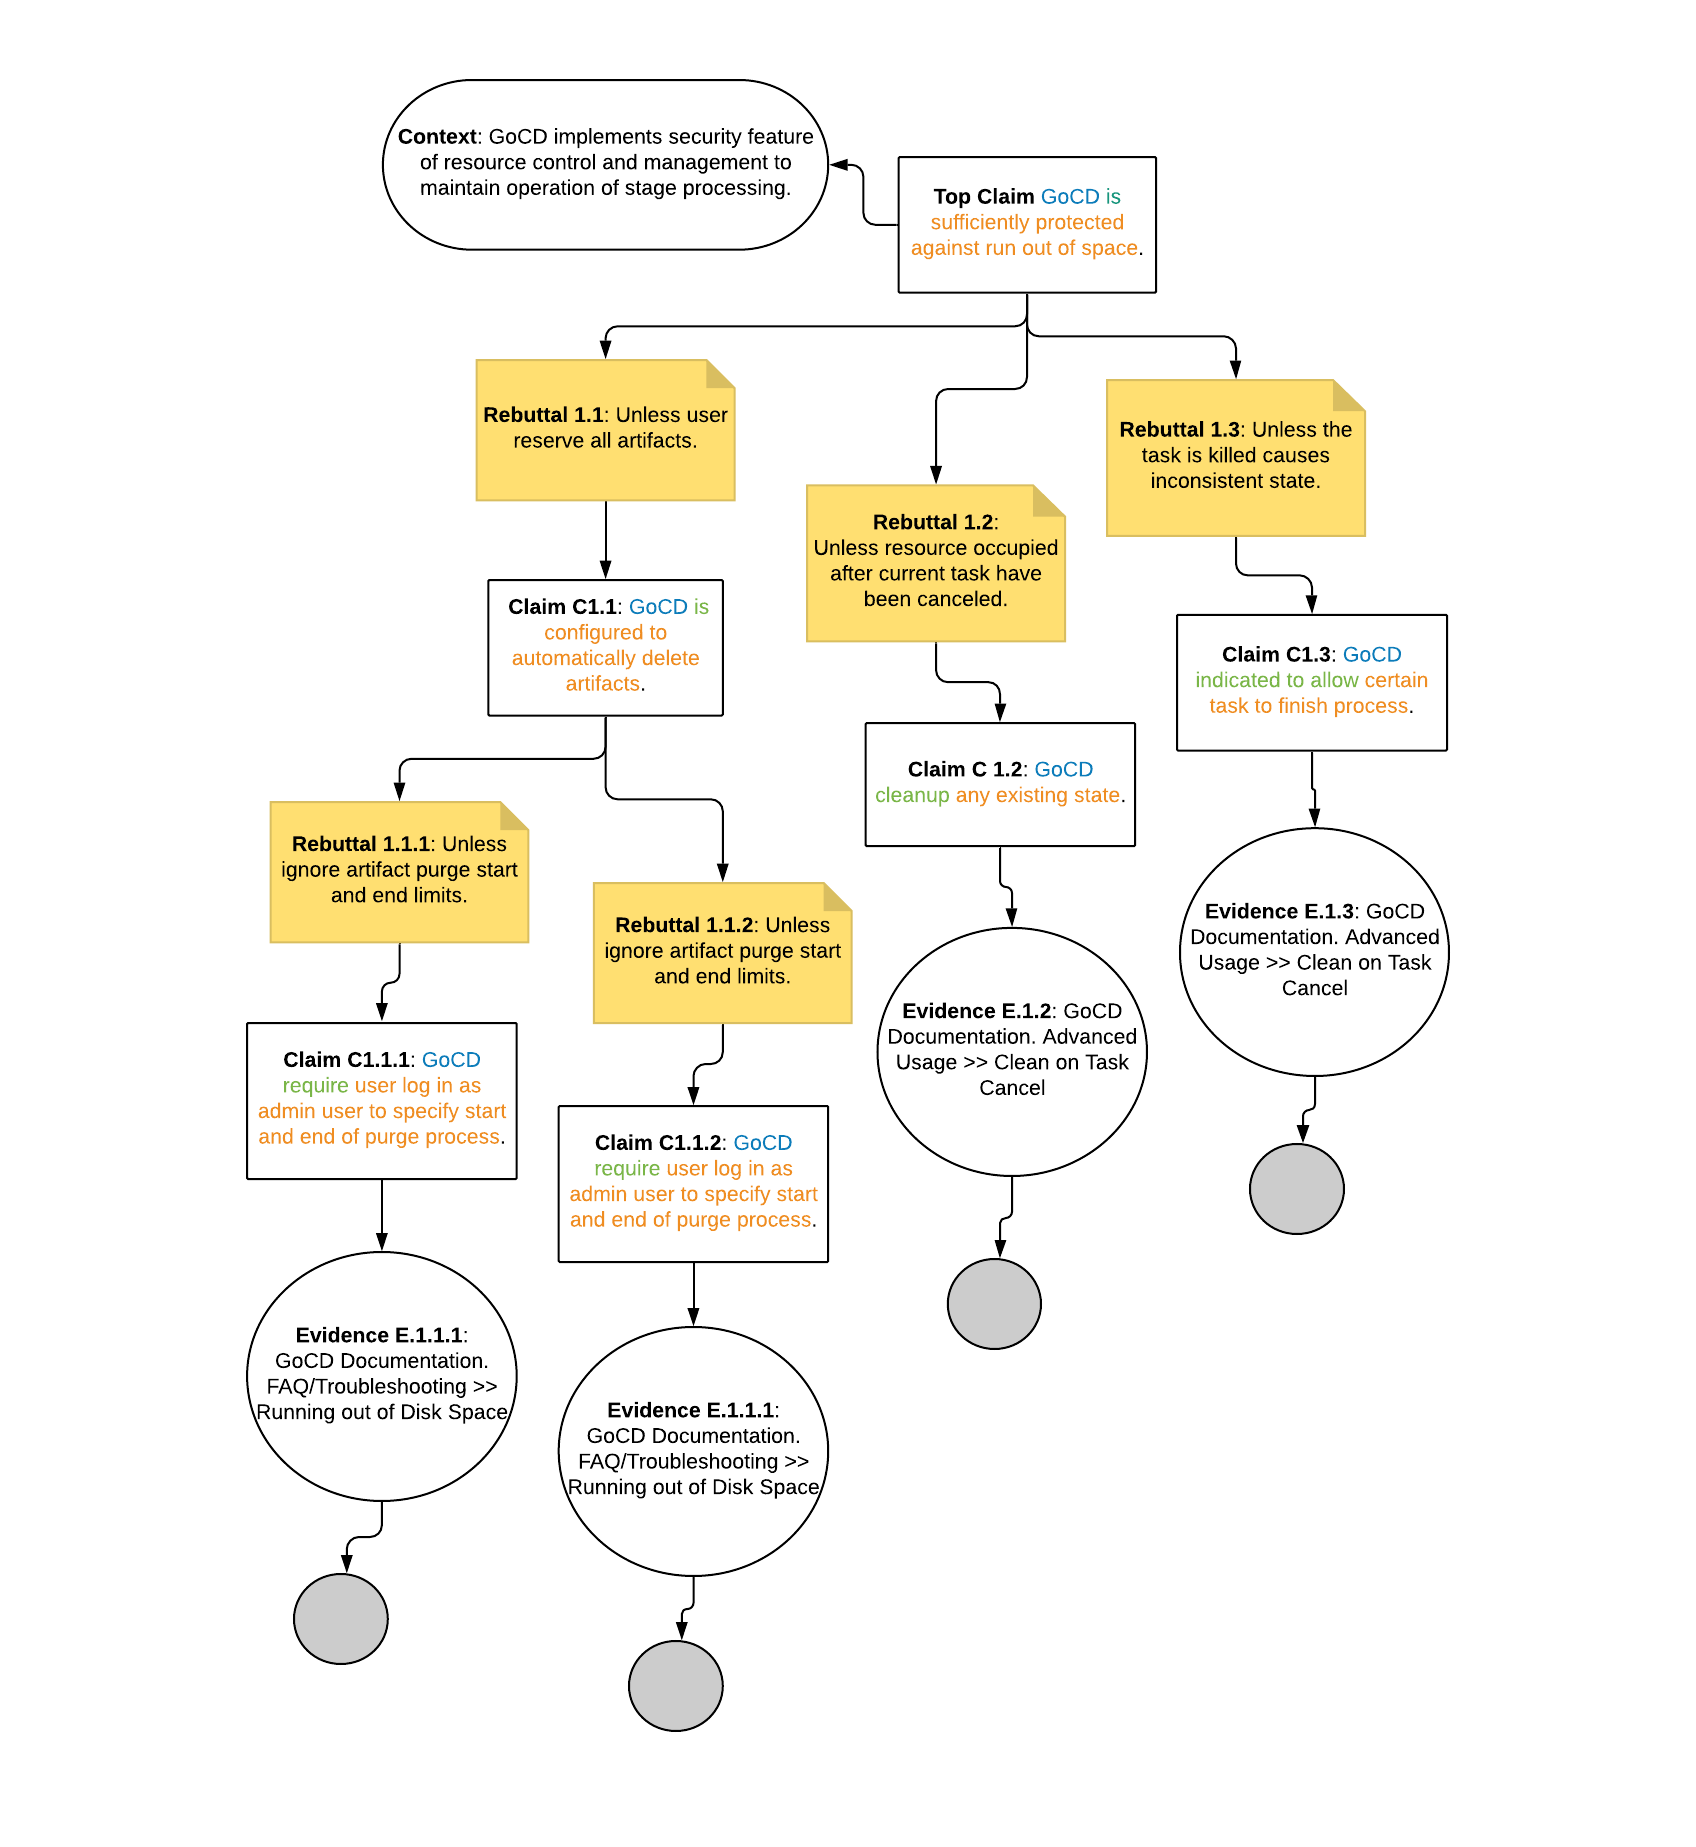 Context: GoCD implements security feature
of resource control and management to
maintain operation of stage processing.
Top Claim GoCD is
sufficiently protected
against run out of space.
Rebuttal 1.1: Unless user
reserve all artifacts.
Rebuttal 1.3: Unless the
task is killed causes
inconsistent state.
Rebuttal 1.2:
Unless resource occupied
after current task have
been canceled.
Claim C1.1: GoCD is
configured to
automatically delete
artifacts.
Claim C1.3: GoCD
indicated to allow certain
task to finish process.
Claim C 1.2: GoCD
cleanup any existing state.
Rebuttal 1.1.1: Unless
ignore artifact purge start
and end limits.
Rebuttal 1.1.2: Unless
ignore artifact purge start
and end limits.
Evidence E.1.3: GoCD
Documentation. Advanced
Usage >> Clean on Task
Cancel
Evidence E.1.2: GoCD
Documentation. Advanced
Usage >> Clean on Task
Cancel
Claim C1.1.1: GoCD
require user log in as
admin user to specify start
and end of purge process.
Claim C1.1.2: GoCD
require user log in as
admin user to specify start
and end of purge process.
Evidence E.1.1.1:
GoCD Documentation.
FAQ/Troubleshooting >>
Running out of Disk Space
Evidence E.1.1.1:
GoCD Documentation.
FAQ/Troubleshooting >>
Running out of Disk Space